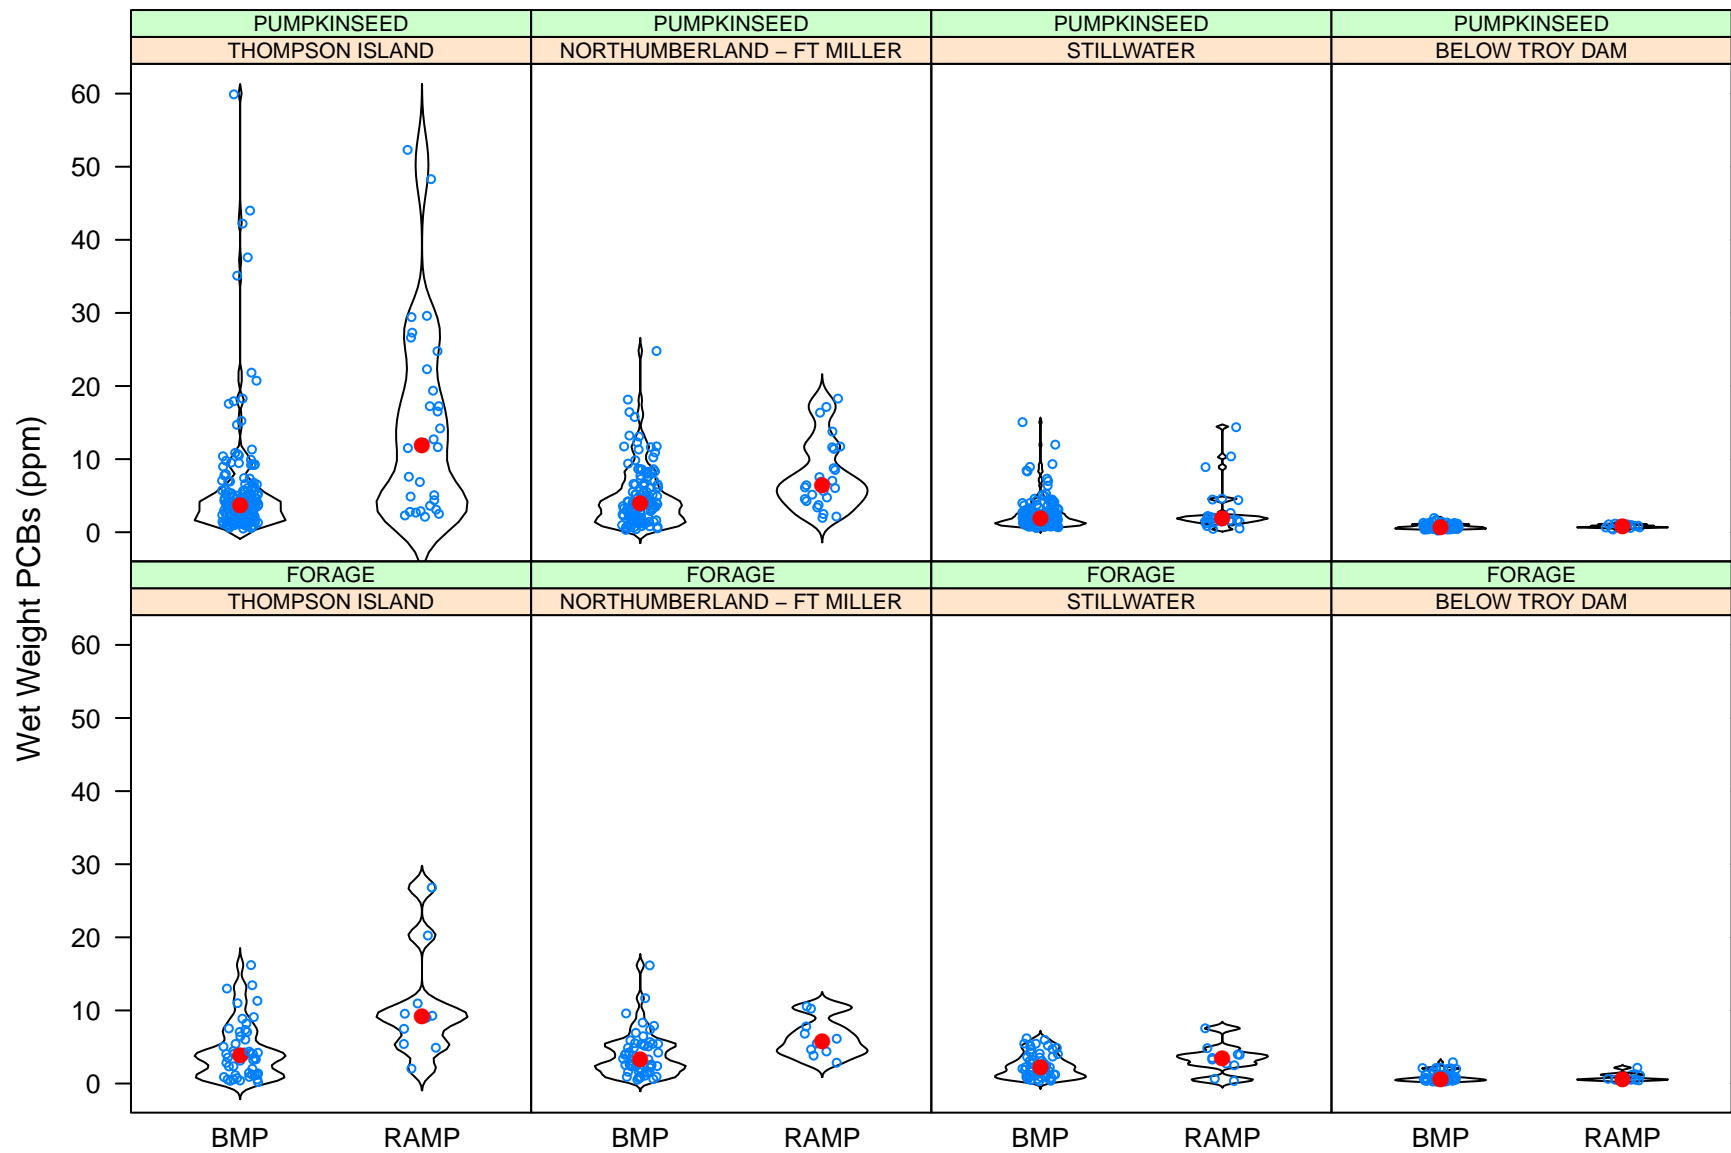 PUMPKINSEED PUMPKINSEED PUMPKINSEED PUMPKINSEED
THOMPSON ISLAND NORTHUMBERLAND – FT MILLER STILLWATER BELOW TROY DAM
60
50
40
30
20
10
0
Wet Weight PCBs (ppm)
FORAGE FORAGE FORAGE FORAGE
THOMPSON ISLAND NORTHUMBERLAND – FT MILLER STILLWATER BELOW TROY DAM
60
50
40
30
20
10
0
BMP RAMP BMP RAMP BMP RAMP BMP RAMP